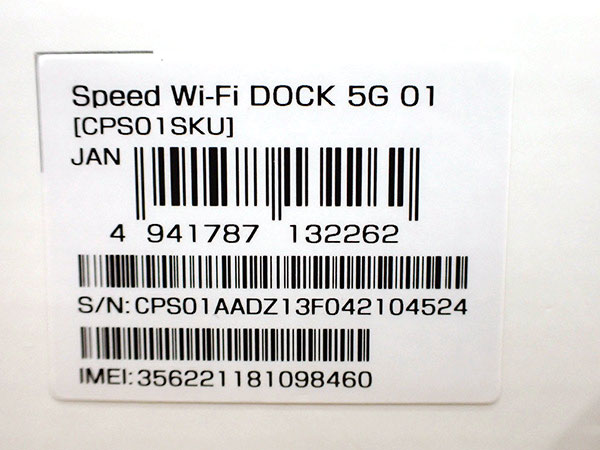 Speed Wi-Fi DOCK 5G 01
[CPS01SKU]
JAN
4 941787 132262
S/N:CPS01AADZ13F042104524
IMEI:356221181098460